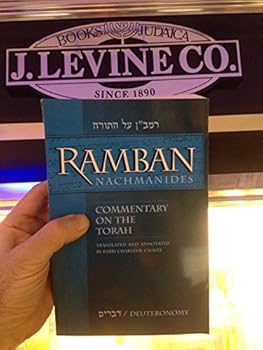 BOOKS JUDAICA
J. LEVINE CO.
SINCE 1890
רמב"ן על התורה
RAMBAN
NACHMANIDES
COMMENTARY
ON THE
TORAH
TRANSLATED AND ANNOTATED
BY RABBI CHARLES B. CHAVEL
דברים / DEUTERONOMY